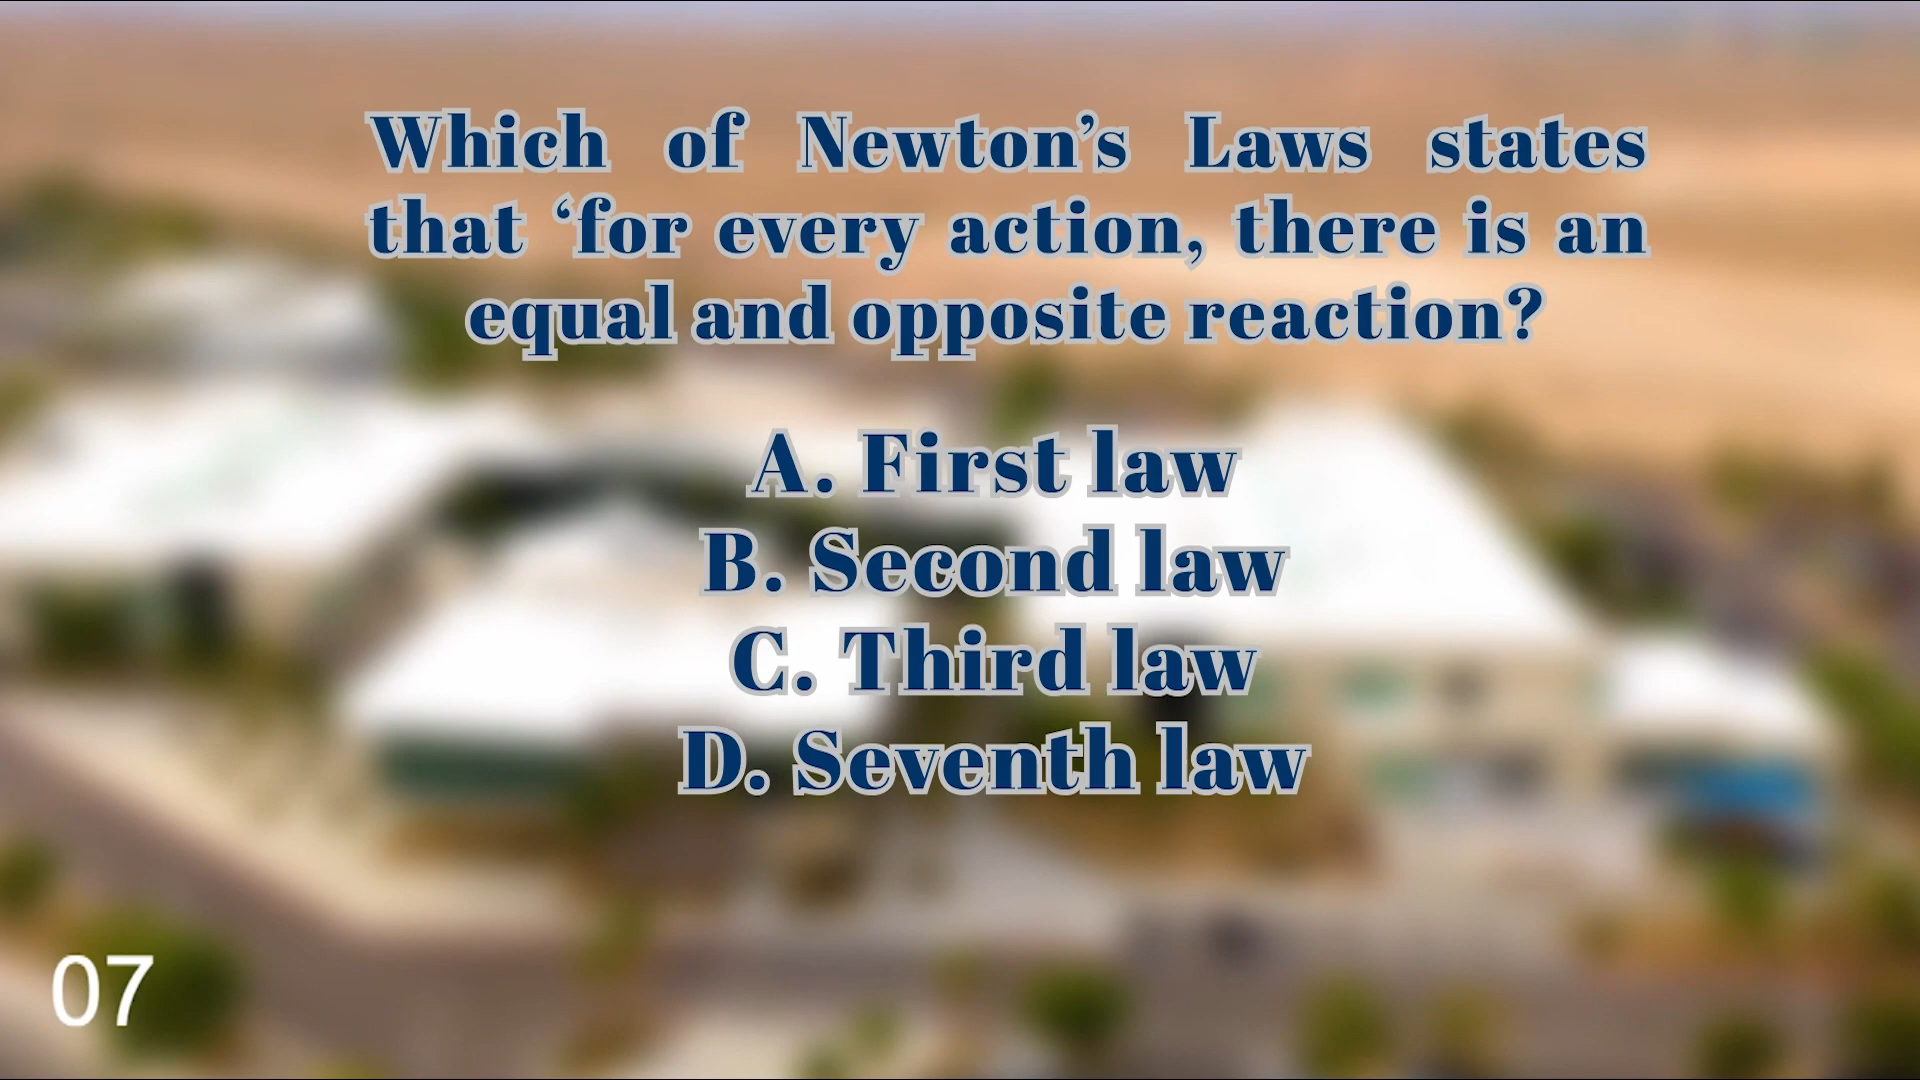 Which of Newton’s Laws states
that ‘for every action, there is an
equal and opposite reaction?
A. First law
B. Second law
C. Third law
D. Seventh law
07